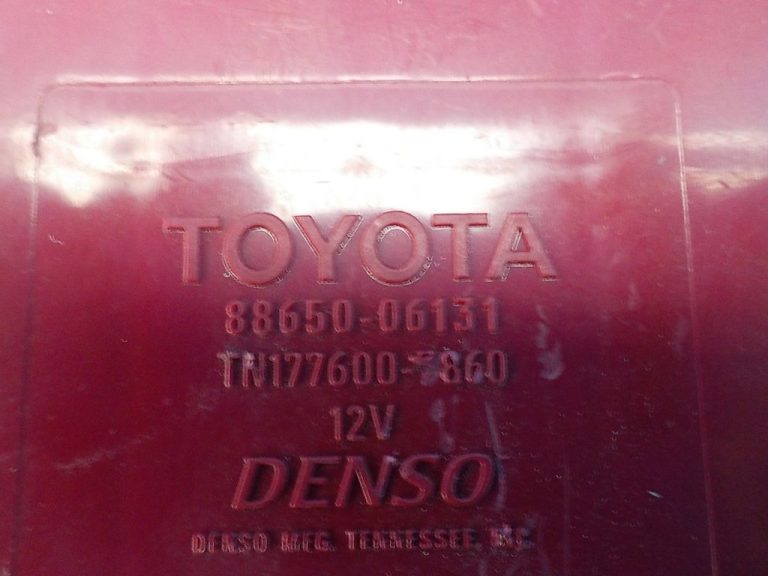 TOYOTA
88650-06131
12V
DENSO
DENSO MFG. TENNESSEE, INC.